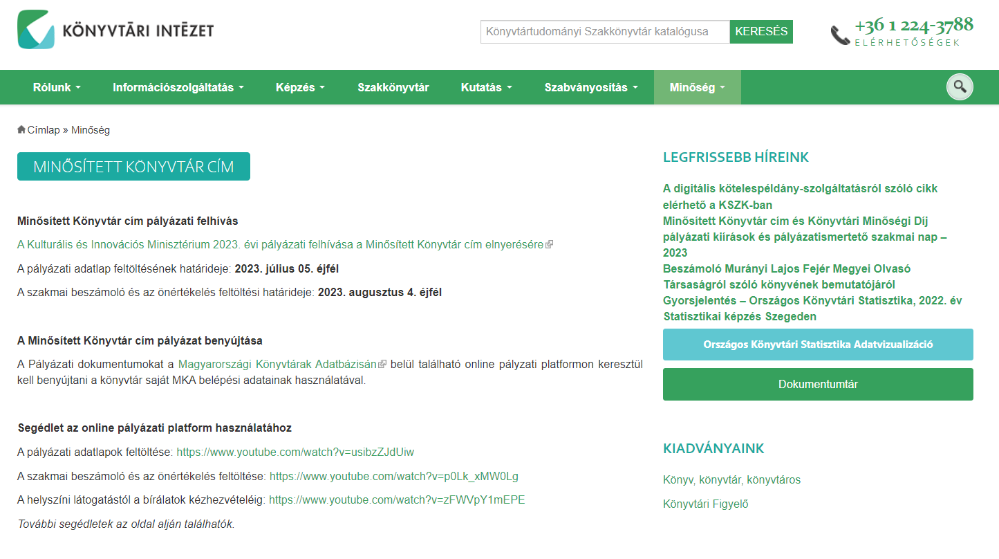 KÖNYVTÁRI INTÉZET
Könyvtártudományi Szakkönyvtár katalógusa
KERESÉS
+36 1 224-3788
ELÉRHETŐSÉGEK
Rólunk
Információszolgáltatás
Képzés
Szakkönyvtár
Kutatás
Szabványosítás
Minőség
Címlap » Minőség
MINŐSÍTETT KÖNYVTÁR CÍM
Minősített Könyvtár cím pályázati felhívás
A Kulturális és Innovációs Minisztérium 2023. évi pályázati felhívása a Minősített Könyvtár cím elnyerésére
A pályázati adatlap feltöltésének határideje: 2023. július 05. éjfél
A szakmai beszámoló és az önértékelés feltöltési határideje: 2023. augusztus 4. éjfél
A Minősített Könyvtár cím pályázat benyújtása
A Pályázati dokumentumokat a Magyarországi Könyvtárak Adatbázisán belül található online pályzati platformon keresztül
kell benyújtani a könyvtár saját MKA belépési adatainak használatával.
Segédlet az online pályázati platform használatához
A pályázati adatlapok feltöltése: https://www.youtube.com/watch?v=usibzZJdUiw
A szakmai beszámoló és az önértékelés feltöltése: https://www.youtube.com/watch?v=p0Lk_xMW0Lg
A helyszíni látogatástól a bírálatok kézhezvételéig: https://www.youtube.com/watch?v=zFWVpY1mEPE
További segédletek az oldal alján találhatók.
LEGFRISSEBB HÍREINK
A digitális kötelespéldány-szolgáltatásról szóló cikk
elérhető a KSZK-ban
Minősített Könyvtár cím és Könyvtári Minőségi Díj
pályázati kiírások és pályázatismertető szakmai nap –
2023
Beszámoló Murányi Lajos Fejér Megyei Olvasó
Társaságról szóló könyvének bemutatójáról
Gyorsjelentés – Országos Könyvtári Statisztika, 2022. év
Statisztikai képzés Szegeden
Országos Könyvtári Statisztika Adatvizualizáció
Dokumentumtár
KIADVÁNYAINK
Könyv, könyvtár, könyvtáros
Könyvtári Figyelő